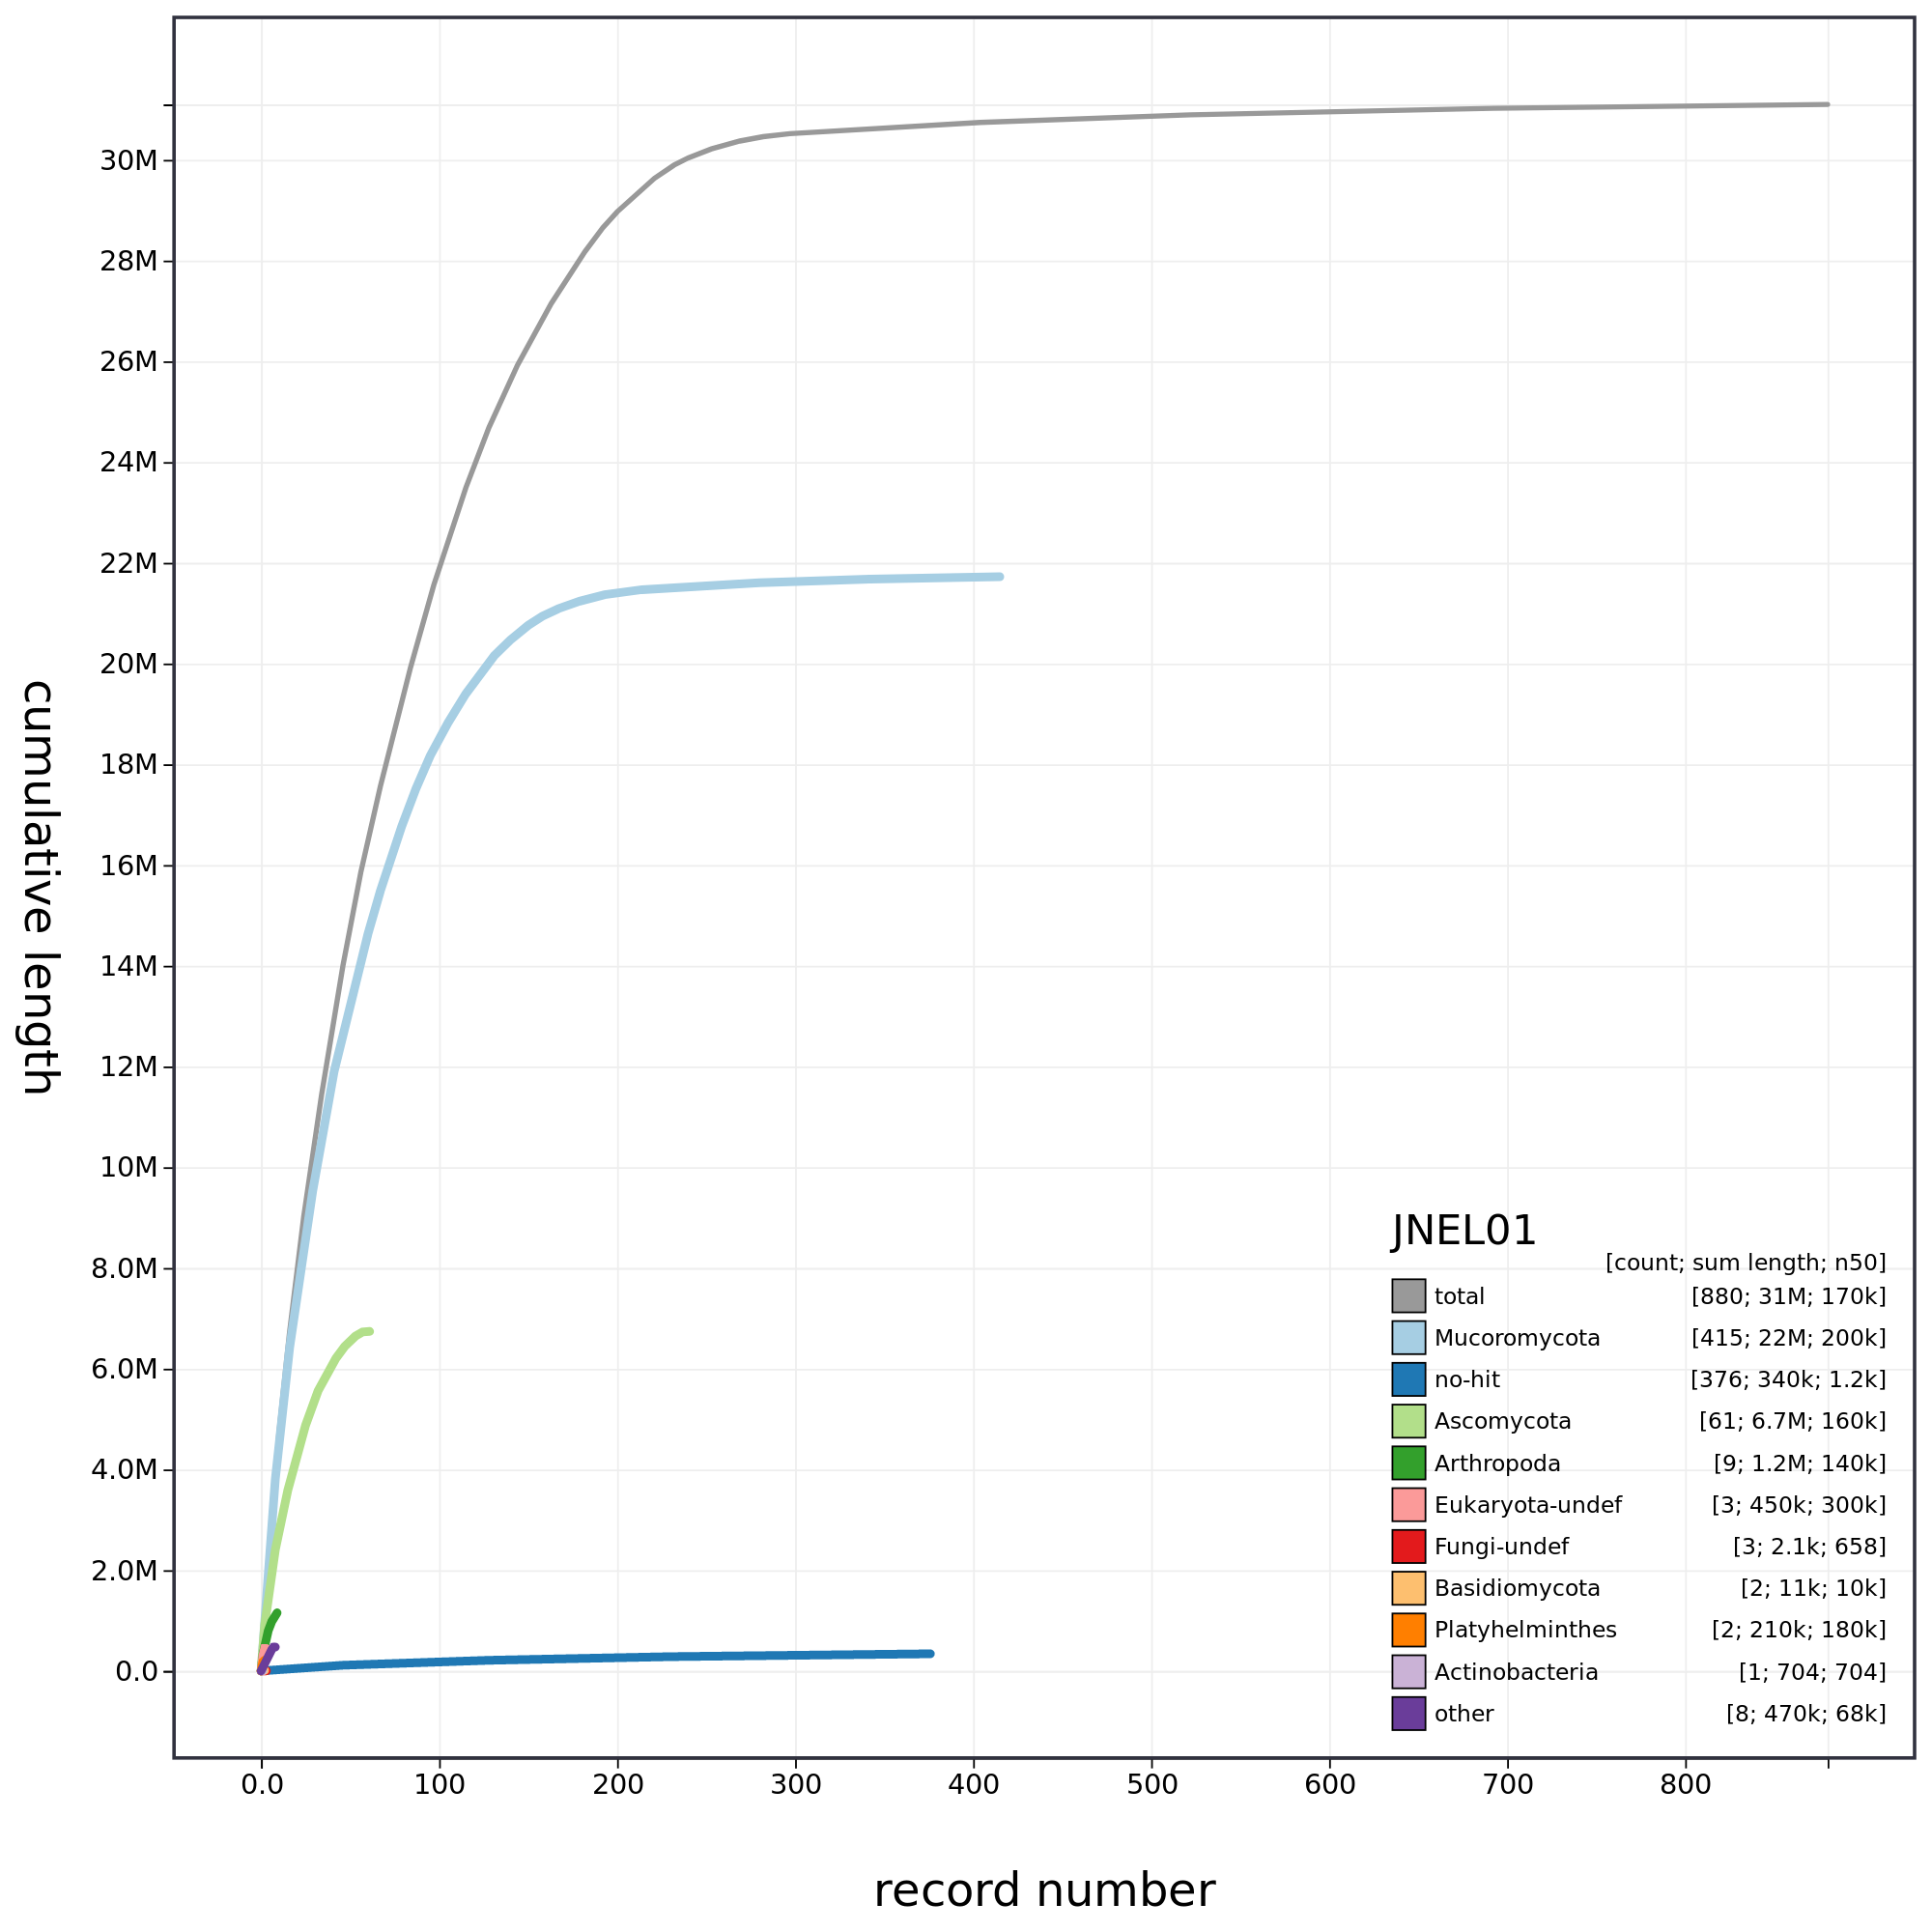 cumulative length
30M
28M
26M
24M
22M
20M
18M
16M
14M
12M
10M
8.0M
6.0M
4.0M
2.0M
0.0
JNEL01
[count; sum length; n50]
total [880; 31M; 170k]
Mucoromycota [415; 22M; 200k]
no-hit [376; 340k; 1.2k]
Ascomycota [61; 6.7M; 160k]
Arthropoda [9; 1.2M; 140k]
Eukaryota-undef [3; 450k; 300k]
Fungi-undef [3; 2.1k; 658]
Basidiomycota [2; 11k; 10k]
Platyhelminthes [2; 210k; 180k]
Actinobacteria [1; 704; 704]
other [8; 470k; 68k]
0.0 100 200 300 400 500 600 700 800
record number